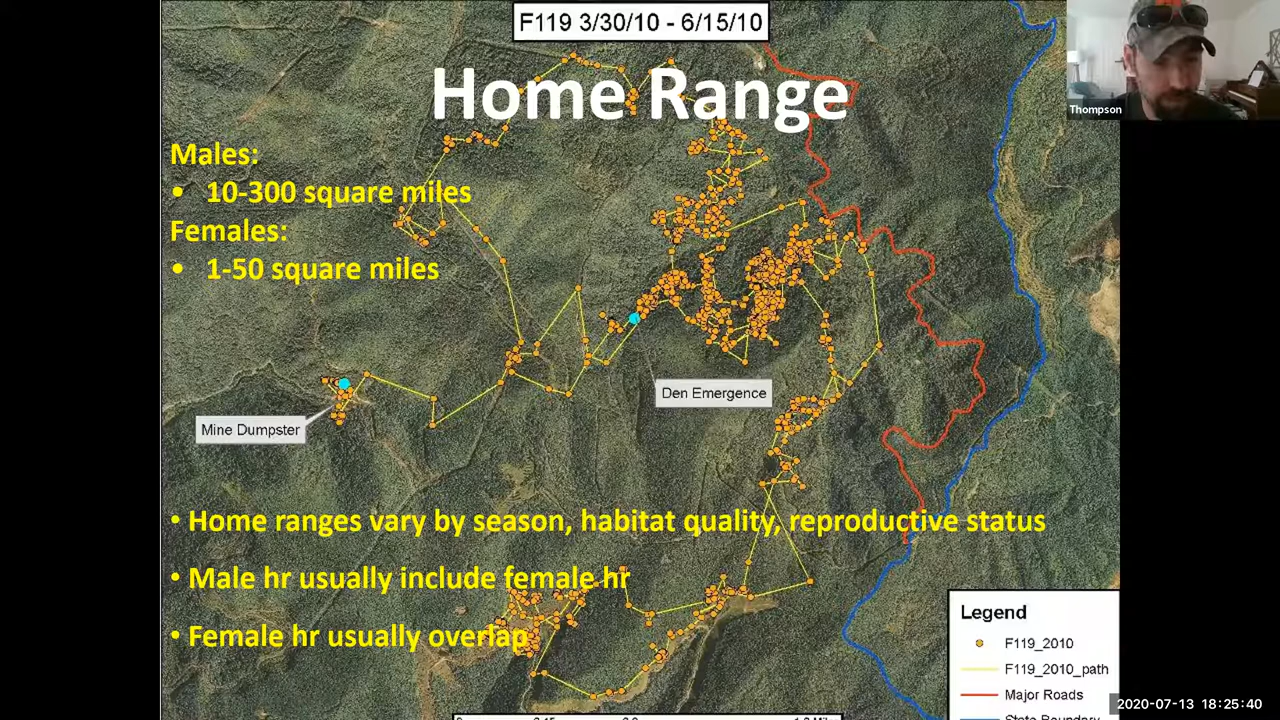 F119 3/30/10 - 6/15/10
Home Range
Thompson
Males:
• 10-300 square miles
Females:
• 1-50 square miles
Den Emergence
Mine Dumpster
• Home ranges vary by season, habitat quality, reproductive status
• Male hr usually include female hr
• Female hr usually overlap
Legend
F119_2010
F119_2010_path
Major Roads
State Boundary
2020-07-13 18:25:40